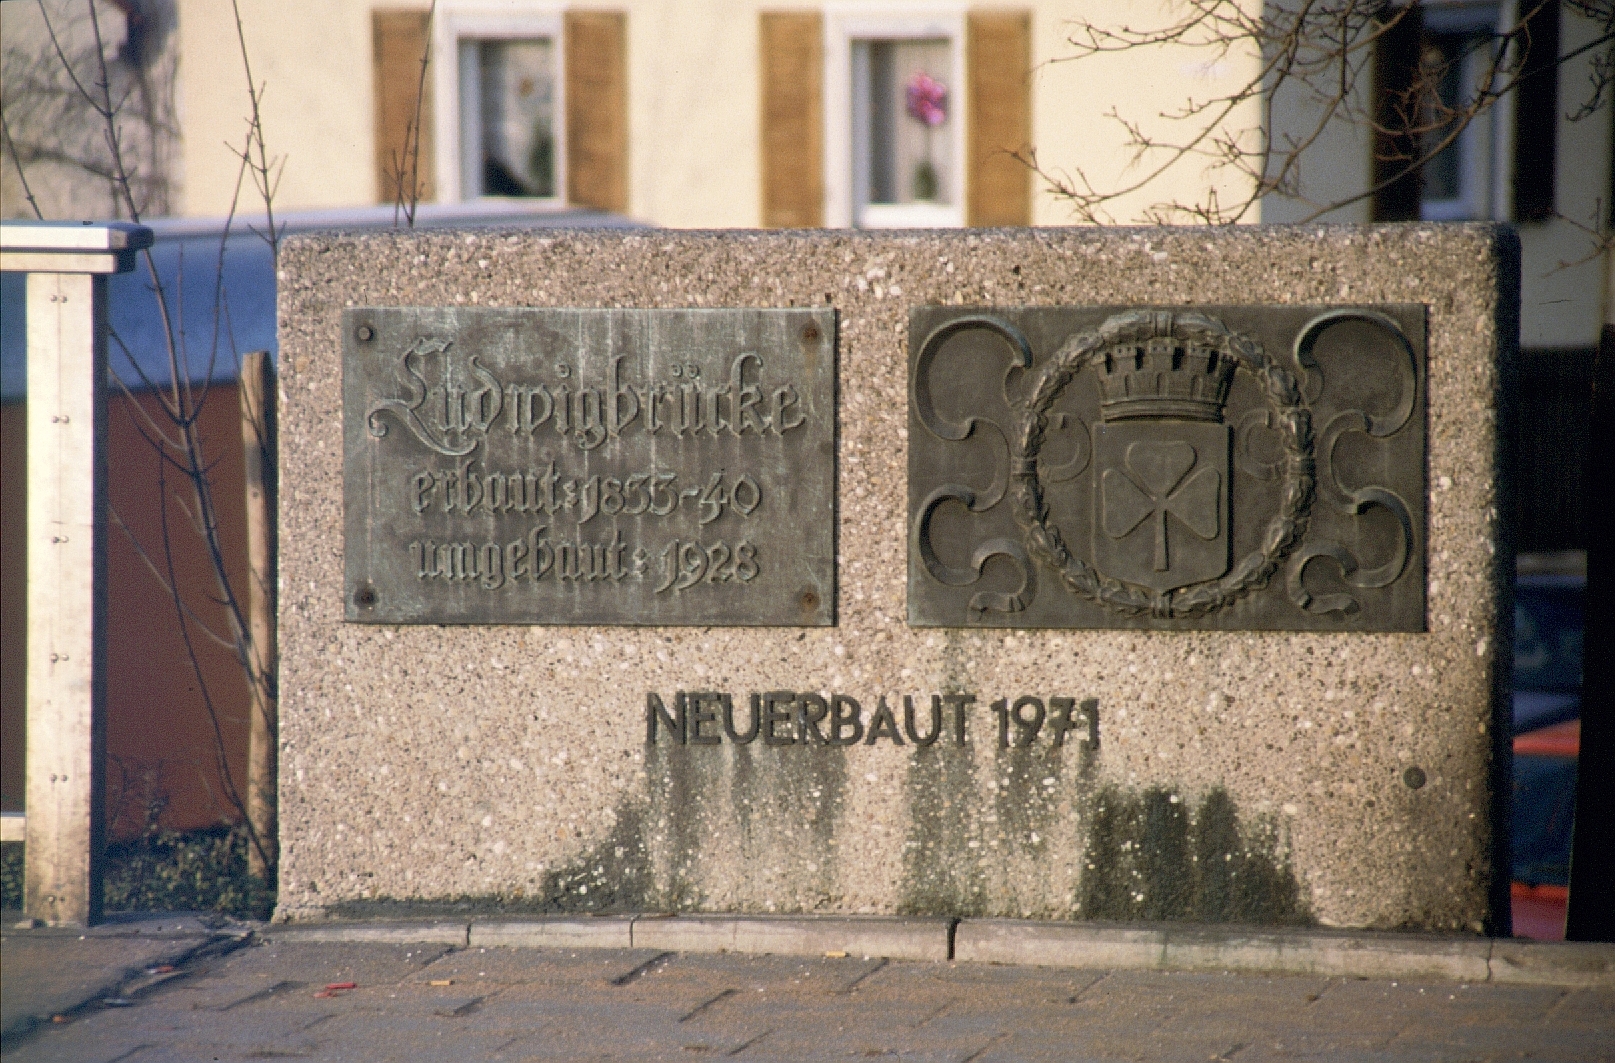 Ludwigbrücke
erbaut: 1833-40
umgebaut: 1928
NEUERBAUT 1971